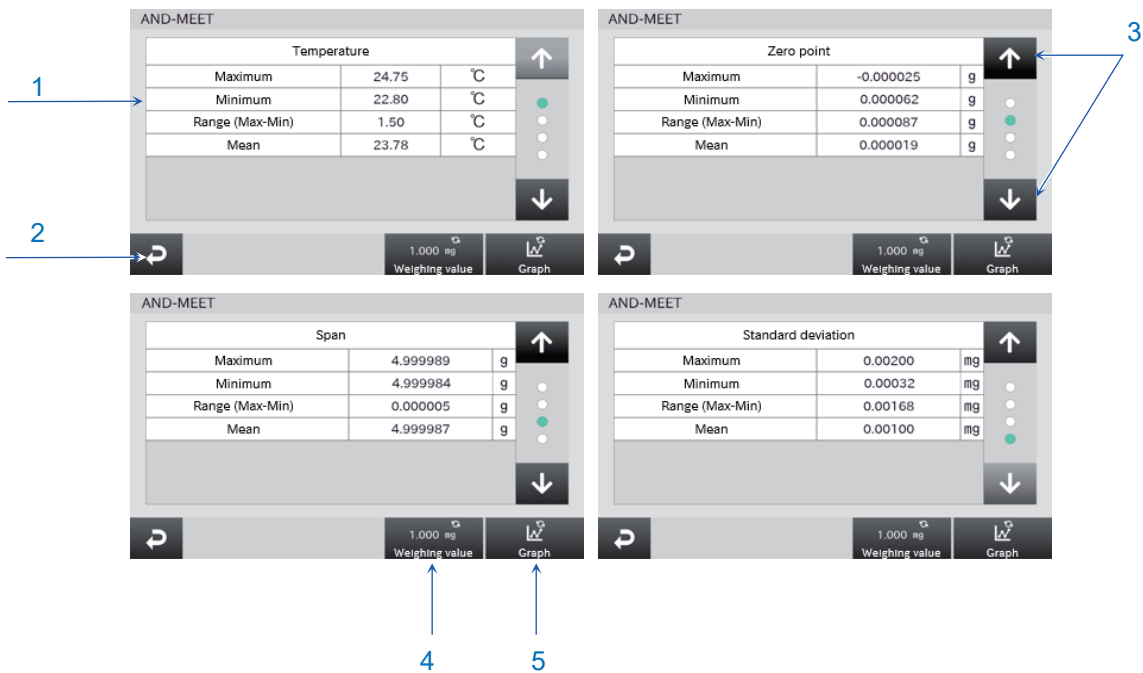 AND-MEET
Temperature
Maximum 24.75 ℃
Minimum 22.80 ℃
Range (Max-Min) 1.50 ℃
Mean 23.78 ℃
1.000 mg
Weighing value
Graph
AND-MEET
Zero point
Maximum -0.000025 g
Minimum 0.000062 g
Range (Max-Min) 0.000087 g
Mean 0.000019 g
1.000 mg
Weighing value
Graph
1
2
3
AND-MEET
Span
Maximum 4.999989 g
Minimum 4.999984 g
Range (Max-Min) 0.000005 g
Mean 4.999987 g
1.000 mg
Weighing value
Graph
AND-MEET
Standard deviation
Maximum 0.00200 mg
Minimum 0.00032 mg
Range (Max-Min) 0.00168 mg
Mean 0.00100 mg
1.000 mg
Weighing value
Graph
4
5